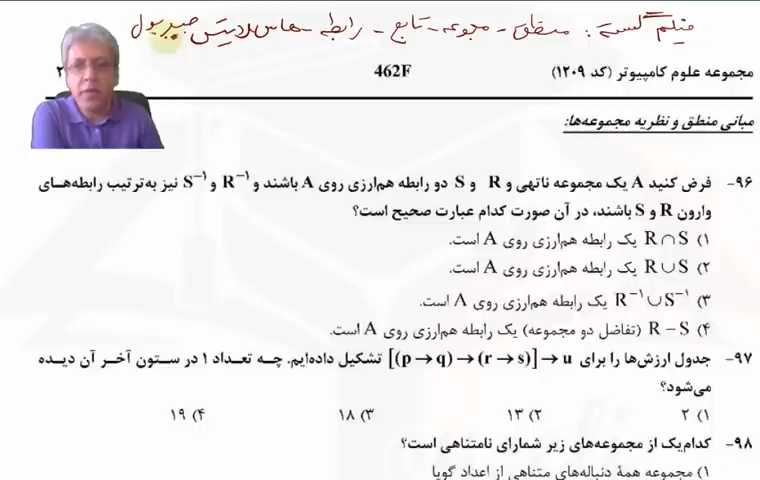 فیلم گسسته : منطق - مجموعه - تابع - رابطه - هاس لاتیس جبر بول
مجموعه علوم کامپیوتر (کد ۱۲۰۹) 462F ۲
مبانی منطق و نظریه مجموعه‌ها:
۹۶- فرض کنید A یک مجموعه ناتهی و R و S دو رابطه هم‌ارزی روی A باشند و R⁻¹ و S⁻¹ نیز به‌ترتیب رابطه‌های
وارون R و S باشند، در آن صورت کدام عبارت صحیح است؟
۱) R∩S یک رابطه هم‌ارزی روی A است.
۲) R∪S یک رابطه هم‌ارزی روی A است.
۳) R⁻¹∪S⁻¹ یک رابطه هم‌ارزی روی A است.
۴) R−S (تفاضل دو مجموعه) یک رابطه هم‌ارزی روی A است.
۹۷- جدول ارزش‌ها را برای [(p→q)→(r→s)]→u تشکیل داده‌ایم. چه تعداد ۱ در ستون آخر آن دیده
می‌شود؟
۱) ۲ ۲) ۱۳ ۳) ۱۸ ۴) ۱۹
۹۸- کدام‌یک از مجموعه‌های زیر شمارای نامتناهی است؟
۱) مجموعه همهٔ دنباله‌های متناهی از اعداد گویا